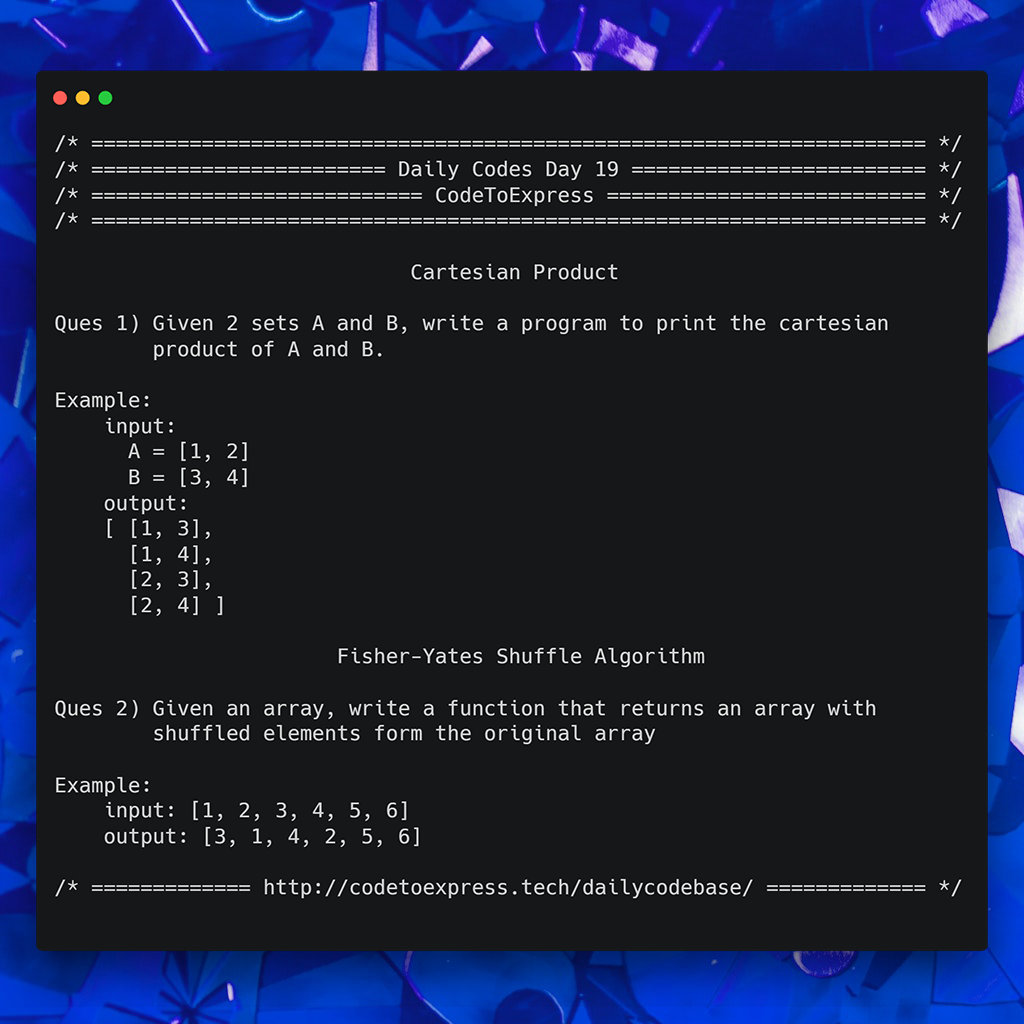 /* ==================================================================== */
/* ======================== Daily Codes Day 19 ======================== */
/* =========================== CodeToExpress ========================== */
/* ==================================================================== */
Cartesian Product
Ques 1) Given 2 sets A and B, write a program to print the cartesian
product of A and B.
Example:
input:
A = [1, 2]
B = [3, 4]
output:
[ [1, 3],
[1, 4],
[2, 3],
[2, 4] ]
Fisher-Yates Shuffle Algorithm
Ques 2) Given an array, write a function that returns an array with
shuffled elements form the original array
Example:
input: [1, 2, 3, 4, 5, 6]
output: [3, 1, 4, 2, 5, 6]
/* ============= http://codetoexpress.tech/dailycodebase/ ============= */